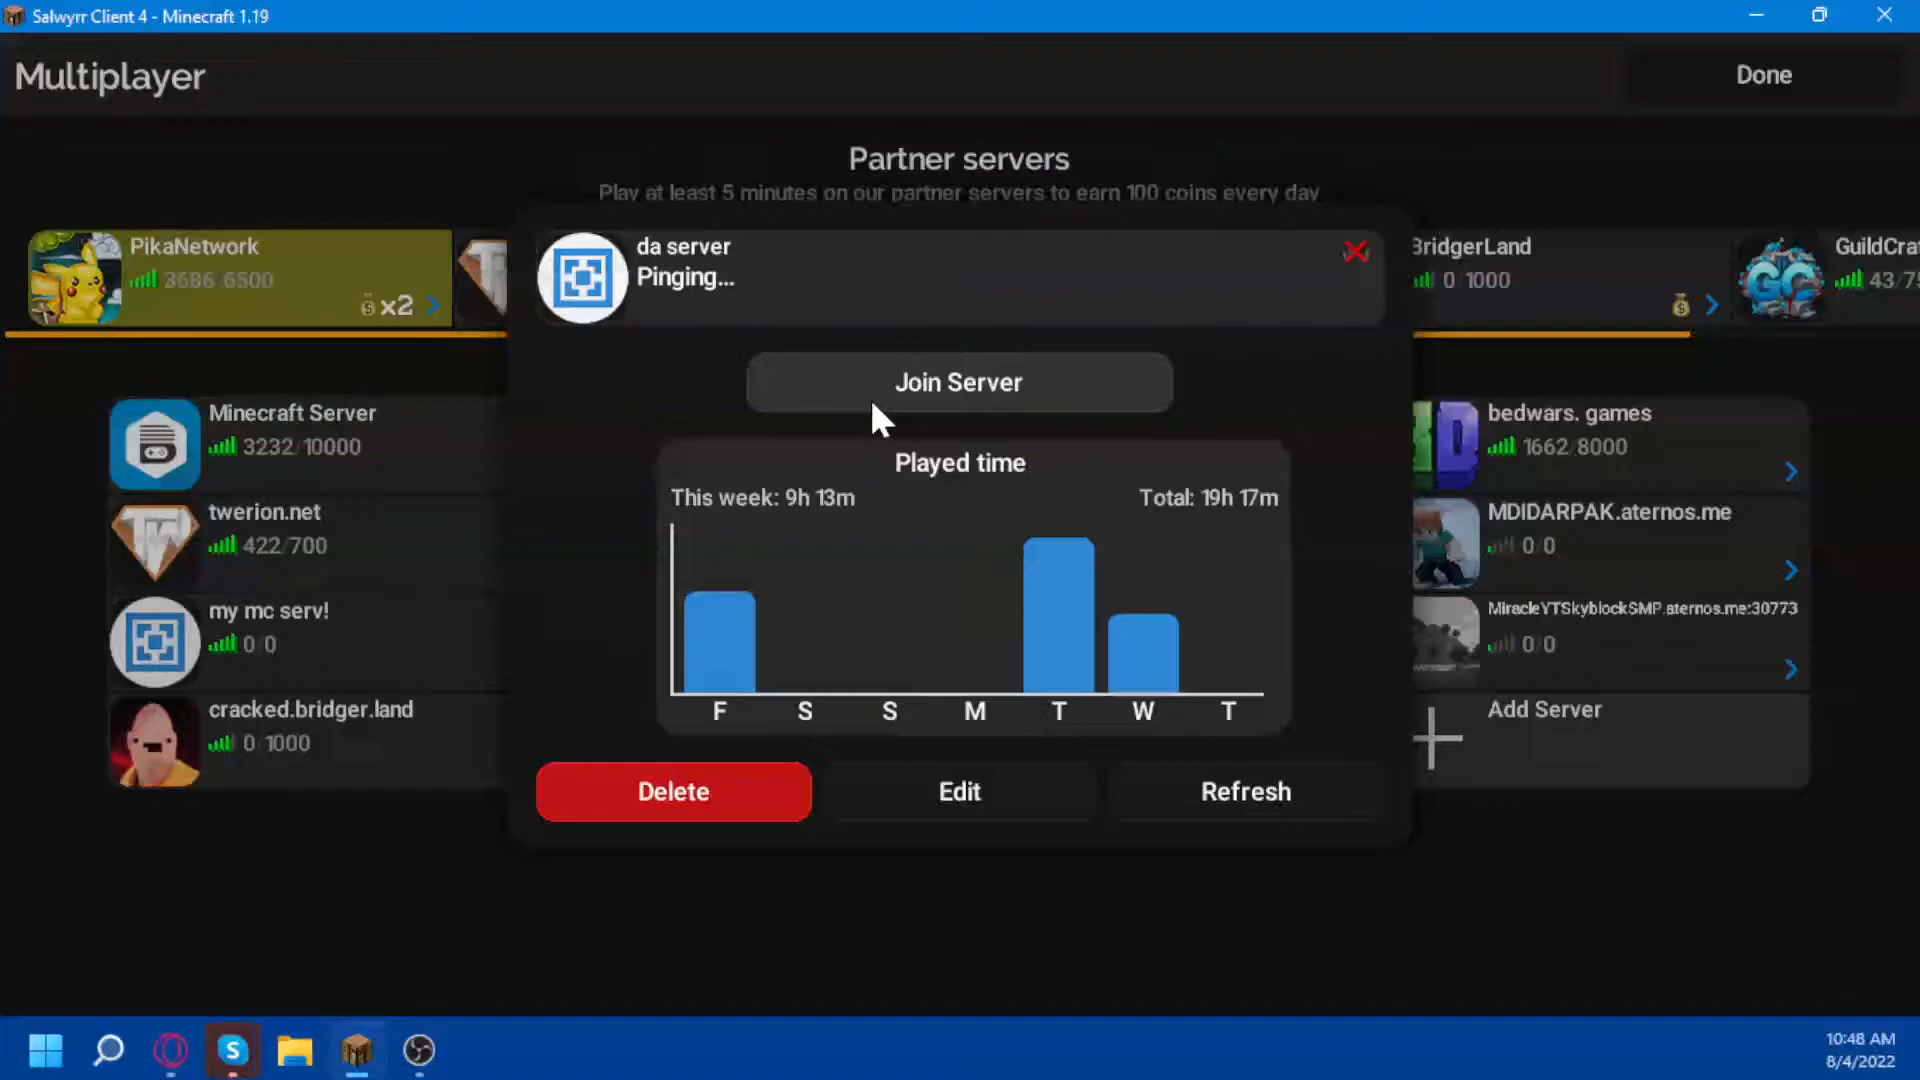 Salwyrr Client 4 - Minecraft 1.19
Multiplayer
Done
Partner servers
Play at least 5 minutes on our partner servers to earn 100 coins every day
PikaNetwork
3686/6500
x2
da server
Pinging...
BridgerLand
0/1000
GuildCra
43/75
Join Server
Minecraft Server
3232/10000
twerion.net
422/700
my mc serv!
0/0
cracked.bridger.land
0/1000
Played time
This week: 9h 13m
Total: 19h 17m
F S S M T W T
Delete
Edit
Refresh
bedwars. games
1662/8000
MDIDARPAK.aternos.me
0/0
MiracleYTSkyblockSMP.aternos.me:30773
0/0
Add Server
10:48 AM
8/4/2022